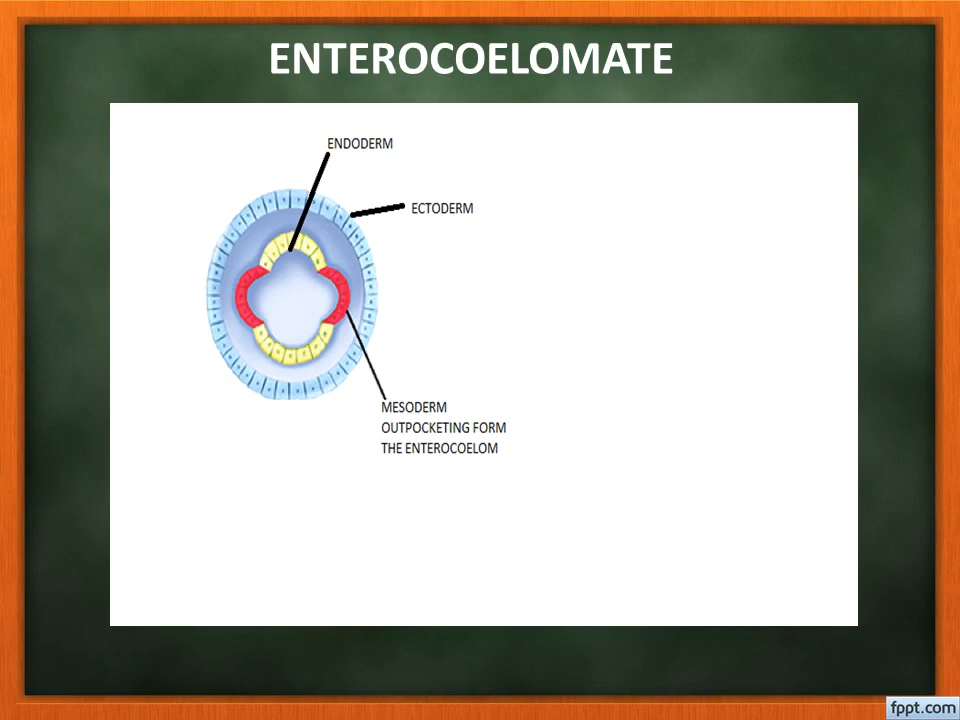 ENTEROCOELOMATE
ENDODERM
ECTODERM
MESODERM
OUTPOCKETING FORM
THE ENTEROCOELOM
fppt.com